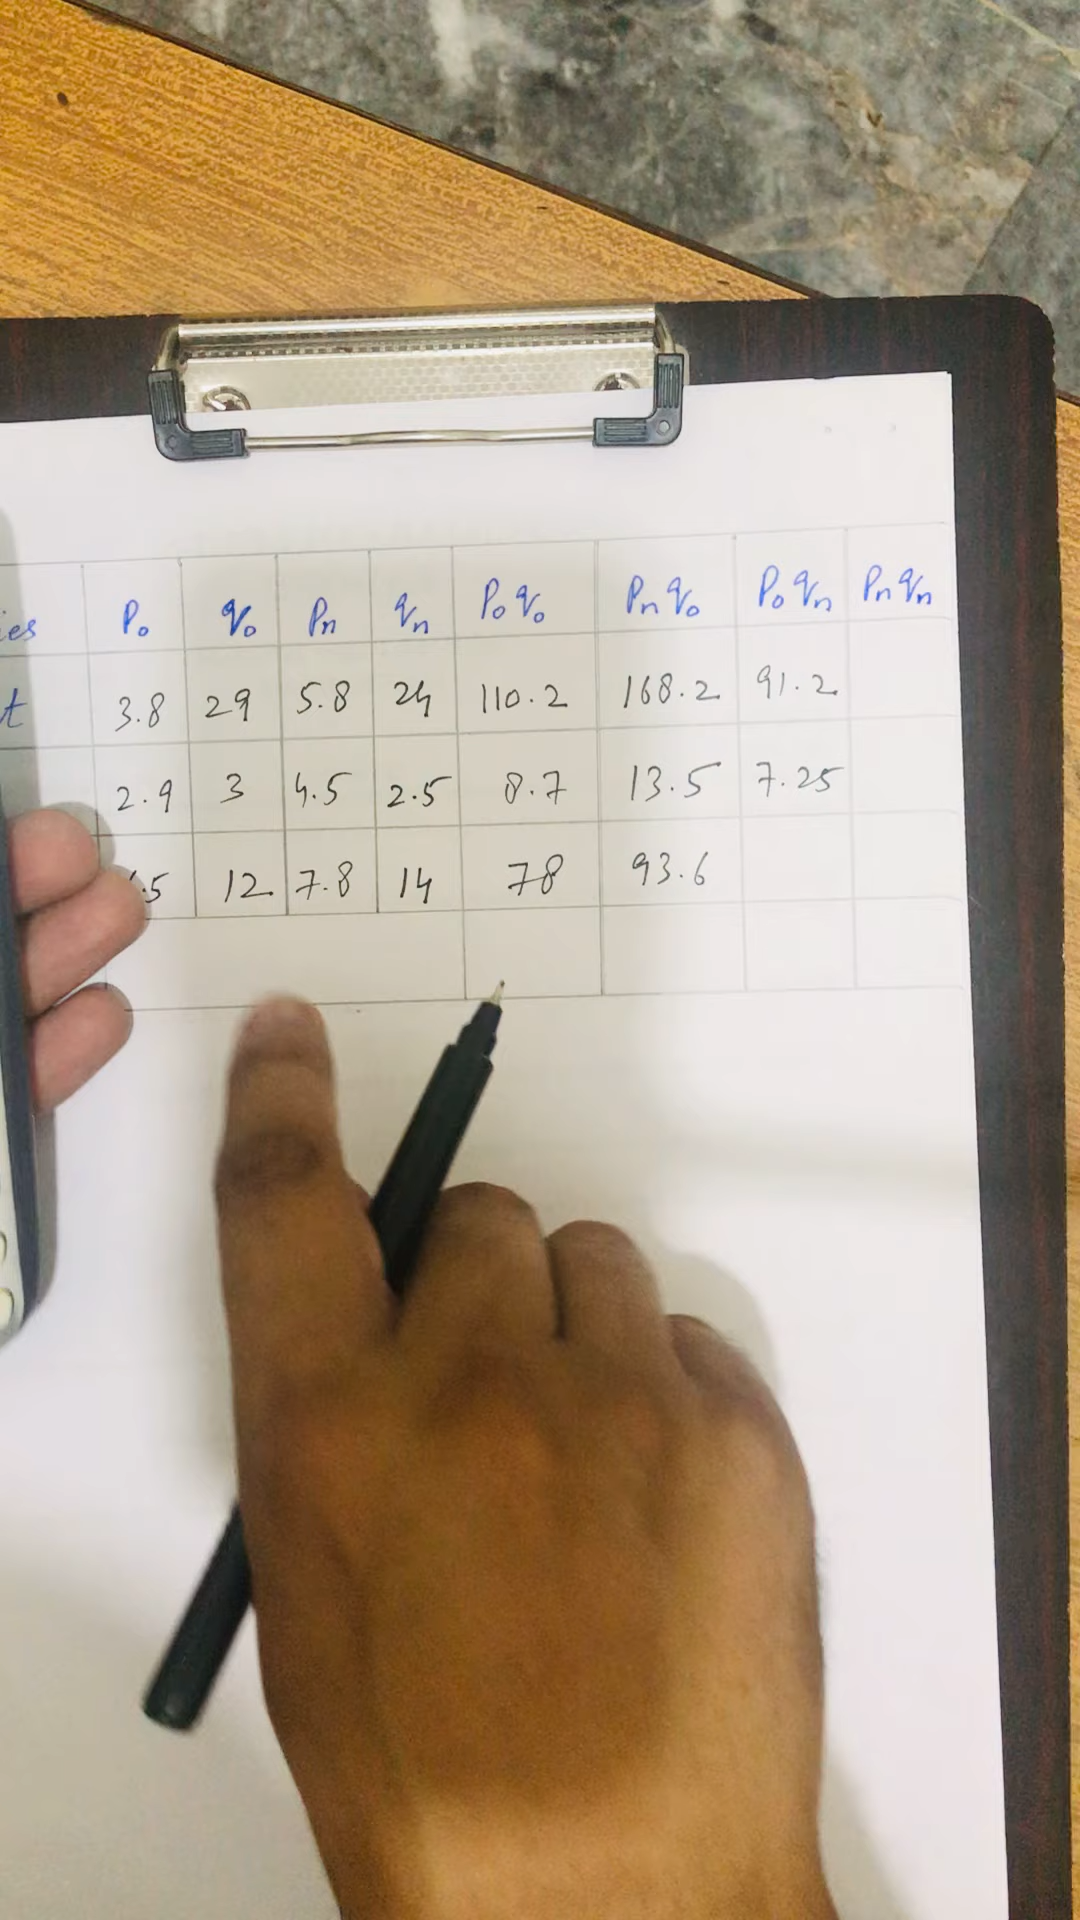 ies P₀ q₀ Pₙ qₙ P₀q₀ Pₙq₀ P₀qₙ Pₙqₙ
t 3.8 29 5.8 24 110.2 168.2 91.2
2.9 3 4.5 2.5 8.7 13.5 7.25
.5 12 7.8 14 78 93.6